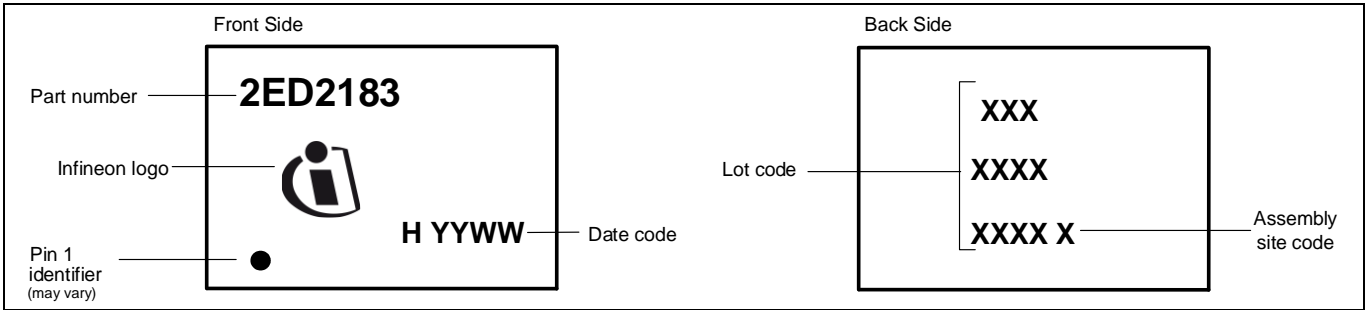 Front Side
Part number
2ED2183
Infineon logo
H YYWW
Date code
Pin 1
identifier
(may vary)
Back Side
XXX
Lot code
XXXX
XXXX X
Assembly
site code